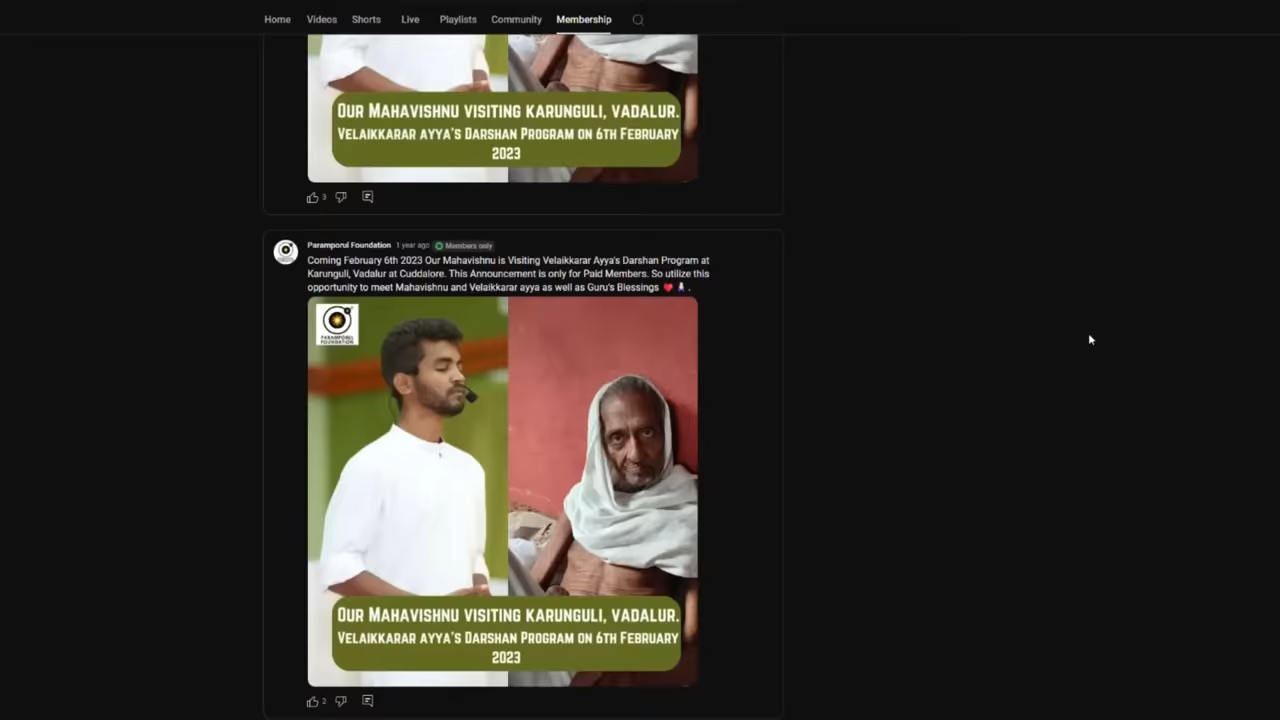 Home Videos Shorts Live Playlists Community Membership
OUR MAHAVISHNU VISITING KARUNGULI, VADALUR.
VELAIKKARAR AYYA'S DARSHAN PROGRAM ON 6TH FEBRUARY
2023
3
Paramporul Foundation 1 year ago Members only
Coming February 6th 2023 Our Mahavishnu is Visiting Velaikkarar Ayya's Darshan Program at
Karunguli, Vadalur at Cuddalore. This Announcement is only for Paid Members. So utilize this
opportunity to meet Mahavishnu and Velaikkarar ayya as well as Guru's Blessings ❤️ .
PARAMPORUL
FOUNDATION
OUR MAHAVISHNU VISITING KARUNGULI, VADALUR.
VELAIKKARAR AYYA'S DARSHAN PROGRAM ON 6TH FEBRUARY
2023
2